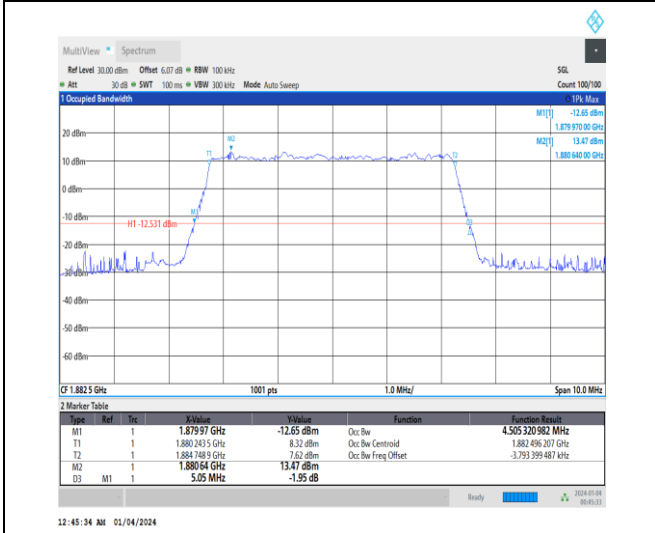 MultiView Spectrum
Ref Level 30.00 dBm Offset 6.07 dB RBW 100 kHz SGL
Att 30 dB SWT 100 ms VBW 300 kHz Mode Auto Sweep Count 100/100
1 Occupied Bandwidth 1Pk Max
M1[1] -12.65 dBm
1.879 970 00 GHz
M2[1] 13.47 dBm
1.880 640 00 GHz
20 dBm
M2
T1
T2
10 dBm
0 dBm
-10 dBm
M1
D3
H1 -12.531 dBm
-20 dBm
-30 dBm
-40 dBm
-50 dBm
-60 dBm
CF 1.882 5 GHz 1001 pts 1.0 MHz/ Span 10.0 MHz
2 Marker Table
Type Ref Trc X-Value Y-Value Function Function Result
M1 1 1.879 97 GHz -12.65 dBm Occ Bw 4.505 320 982 MHz
T1 1 1.880 243 5 GHz 8.32 dBm Occ Bw Centroid 1.882 496 207 GHz
T2 1 1.884 748 9 GHz 7.62 dBm Occ Bw Freq Offset -3.793 399 487 kHz
M2 1 1.880 64 GHz 13.47 dBm
D3 M1 1 5.05 MHz -1.95 dB
Ready 2024-01-04
00:45:33
12:45:34 AM 01/04/2024